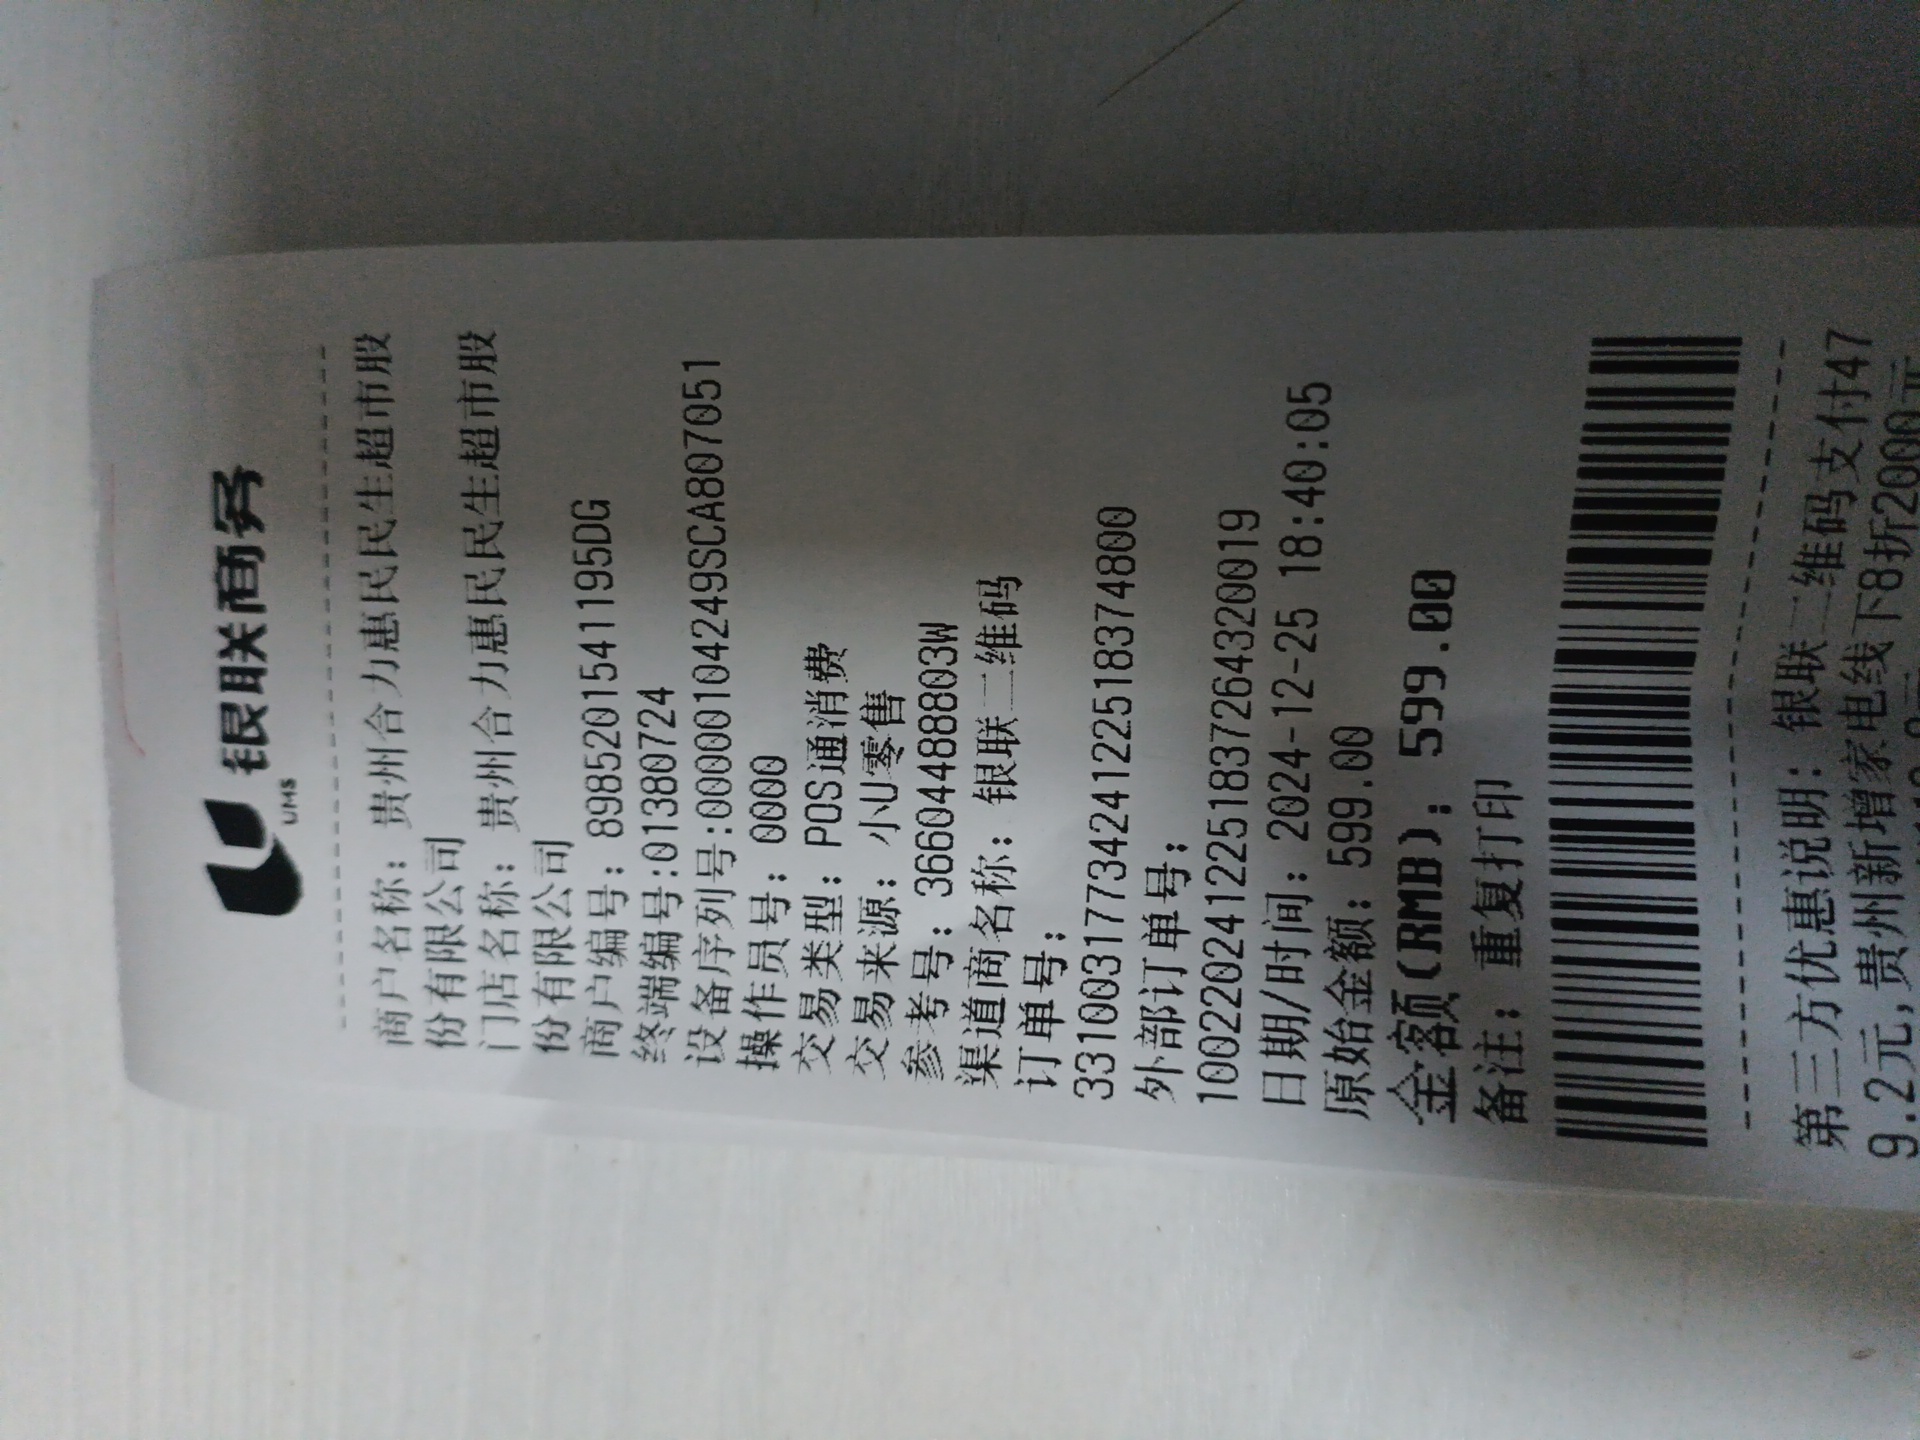 银联商务
UMS
商户名称：贵州合力惠民民生超市股
份有限公司
门店名称：贵州合力惠民民生超市股
份有限公司
商户编号：8985201541195DG
终端编号:01380724
设备序列号:00000104249SCA807051
操作员号：0000
交易类型：POS通消费
交易来源：小U零售
参考号：36604488803W
渠道商名称：银联二维码
订单号：
33100317734241225183774800
外部订单号：
1002202412251837264320019
日期/时间：2024-12-25 18:40:05
原始金额：599.00
金额(RMB)：599.00
备注：重复打印
第三方优惠说明：银联二维码支付47
9.2元,贵州新增家电线下8折2000元